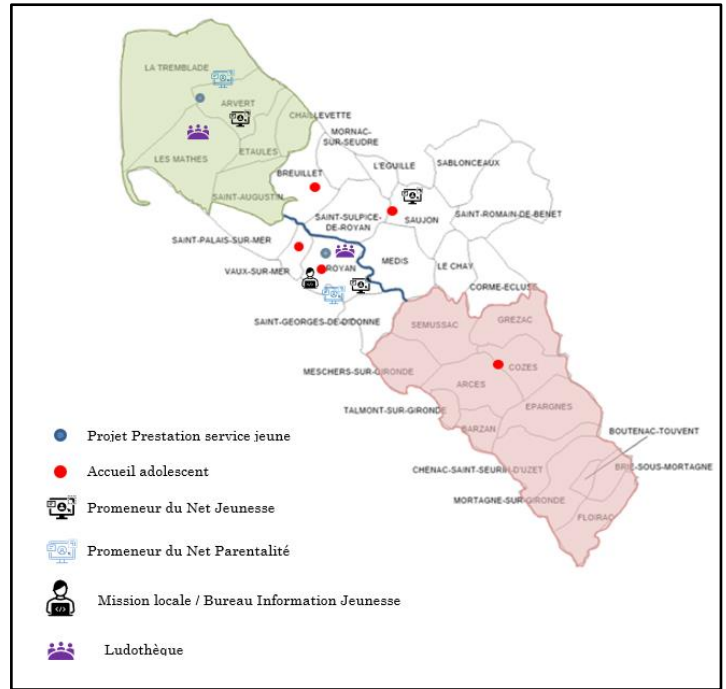 LA TREMBLADE
ARVERT
CHAILLEVETTE
MORNAC-
SUR-SEUDRE
LES MATHES
ETAULES
L'EGUILLE
SABLONCEAUX
BREUILLET
SAINT-AUGUSTIN
SAINT-SULPICE-
DE-ROYAN
SAUJON
SAINT-ROMAIN-DE-BENET
SAINT-PALAIS-SUR-MER
MEDIS
VAUX-SUR-MER
ROYAN
LE CHAY
CORME-ECLUSE
SAINT-GEORGES-DE-DIDONNE
SEMUSSAC
GREZAC
MESCHERS-SUR-GIRONDE
COZES
ARCES
TALMONT-SUR-GIRONDE
EPARGNES
BARZAN
BOUTENAC-TOUVENT
CHENAC-SAINT-SEURIN-D'UZET
BRIE-SOUS-MORTAGNE
MORTAGNE-SUR-GIRONDE
FLOIRAC
Projet Prestation service jeune
Accueil adolescent
Promeneur du Net Jeunesse
Promeneur du Net Parentalité
Mission locale / Bureau Information Jeunesse
Ludothèque